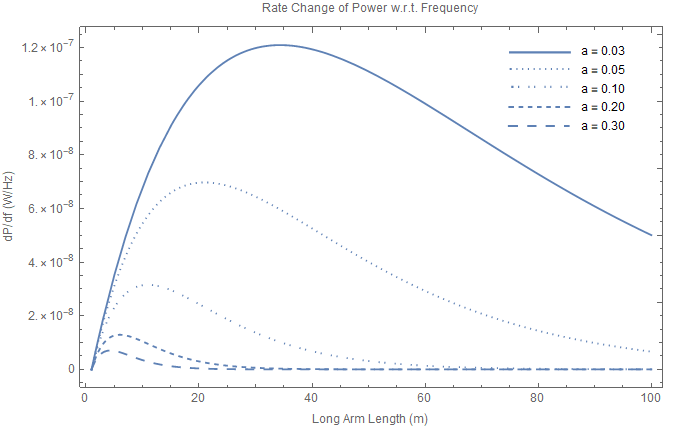 Rate Change of Power w.r.t. Frequency
1.2 × 10⁻⁷
1. × 10⁻⁷
8. × 10⁻⁸
6. × 10⁻⁸
4. × 10⁻⁸
2. × 10⁻⁸
0
dP/df (W/Hz)
a = 0.03
a = 0.05
a = 0.10
a = 0.20
a = 0.30
0 20 40 60 80 100
Long Arm Length (m)